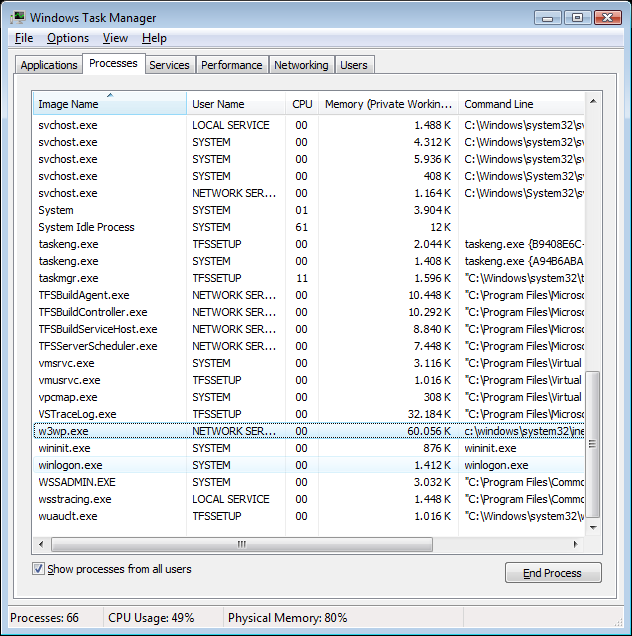 Windows Task Manager
File Options View Help
Applications Processes Services Performance Networking Users
Image Name User Name CPU Memory (Private Workin... Command Line
svchost.exe LOCAL SERVICE 00 1.488 K C:\Windows\system32\sv
svchost.exe SYSTEM 00 4.312 K C:\Windows\system32\sv
svchost.exe SYSTEM 00 5.936 K C:\Windows\system32\sv
svchost.exe SYSTEM 00 408 K C:\Windows\system32\sv
svchost.exe NETWORK SER... 00 1.164 K C:\Windows\system32\sv
System SYSTEM 01 3.904 K
System Idle Process SYSTEM 61 12 K
taskeng.exe TFSSETUP 00 2.044 K taskeng.exe {B9408E6C-
taskeng.exe SYSTEM 00 1.408 K taskeng.exe {A94B6ABA
taskmgr.exe TFSSETUP 11 1.596 K "C:\Windows\system32\t
TFSBuildAgent.exe NETWORK SER... 00 10.448 K "C:\Program Files\Microso
TFSBuildController.exe NETWORK SER... 00 10.292 K "C:\Program Files\Microso
TFSBuildServiceHost.exe NETWORK SER... 00 8.840 K "C:\Program Files\Microso
TFSServerScheduler.exe NETWORK SER... 00 7.448 K "C:\Program Files\Microso
vmsrvc.exe SYSTEM 00 3.116 K "C:\Program Files\Virtual
vmusrvc.exe TFSSETUP 00 1.016 K "C:\Program Files\Virtual
vpcmap.exe SYSTEM 00 308 K "C:\Program Files\Virtual
VSTraceLog.exe TFSSETUP 00 32.184 K "C:\Program Files\Microso
w3wp.exe NETWORK SER... 00 60.056 K c:\windows\system32\ine
wininit.exe SYSTEM 00 876 K wininit.exe
winlogon.exe SYSTEM 00 1.412 K winlogon.exe
WSSADMIN.EXE SYSTEM 00 3.032 K "C:\Program Files\Commo
wsstracing.exe LOCAL SERVICE 00 1.448 K "C:\Program Files\Commo
wuauclt.exe TFSSETUP 00 1.016 K "C:\Windows\system32\w
Show processes from all users End Process
Processes: 66 CPU Usage: 49% Physical Memory: 80%